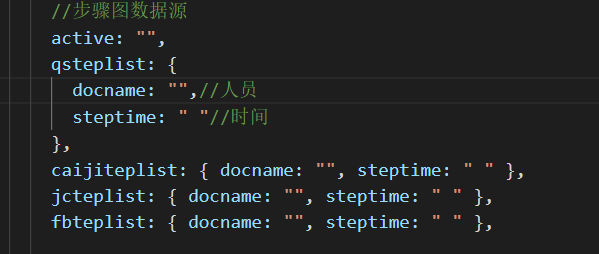 //步骤图数据源
active: "",
qsteplist: {
docname: "",//人员
steptime: " "//时间
},
caijiteplist: { docname: "", steptime: " " },
jcteplist: { docname: "", steptime: " " },
fbteplist: { docname: "", steptime: " " },